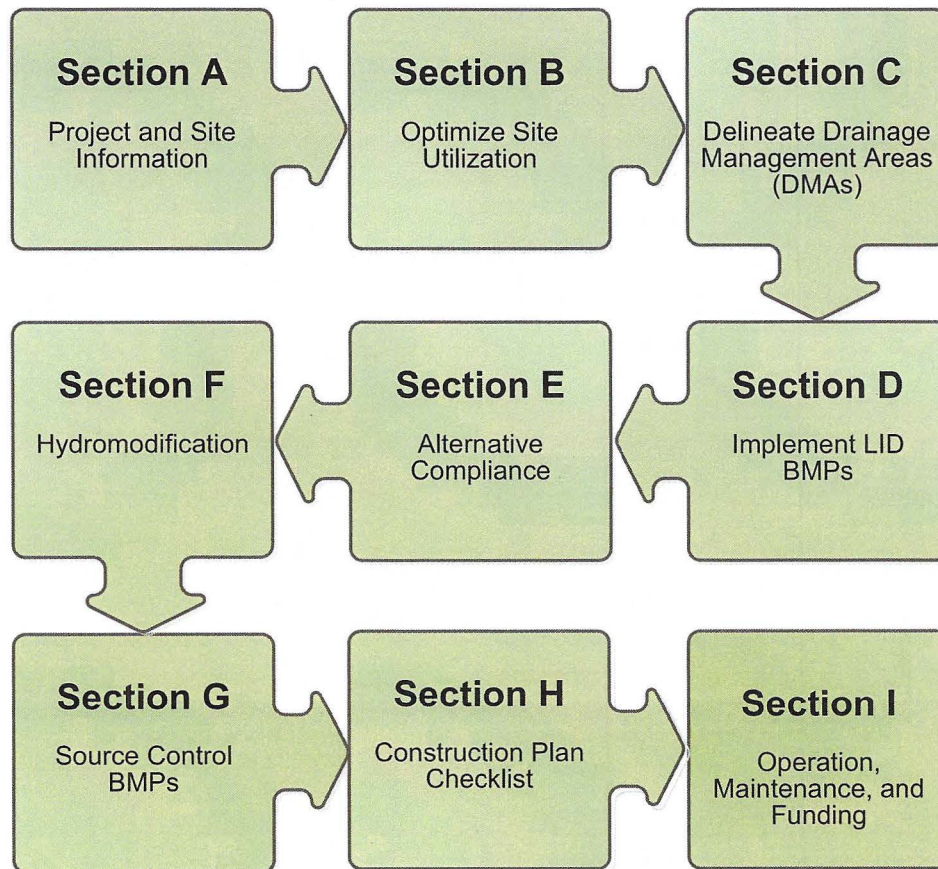 Section A
Project and Site
Information
Section B
Optimize Site
Utilization
Section C
Delineate Drainage
Management Areas
(DMAs)
Section D
Implement LID
BMPs
Section E
Alternative
Compliance
Section F
Hydromodification
Section G
Source Control
BMPs
Section H
Construction Plan
Checklist
Section I
Operation,
Maintenance, and
Funding